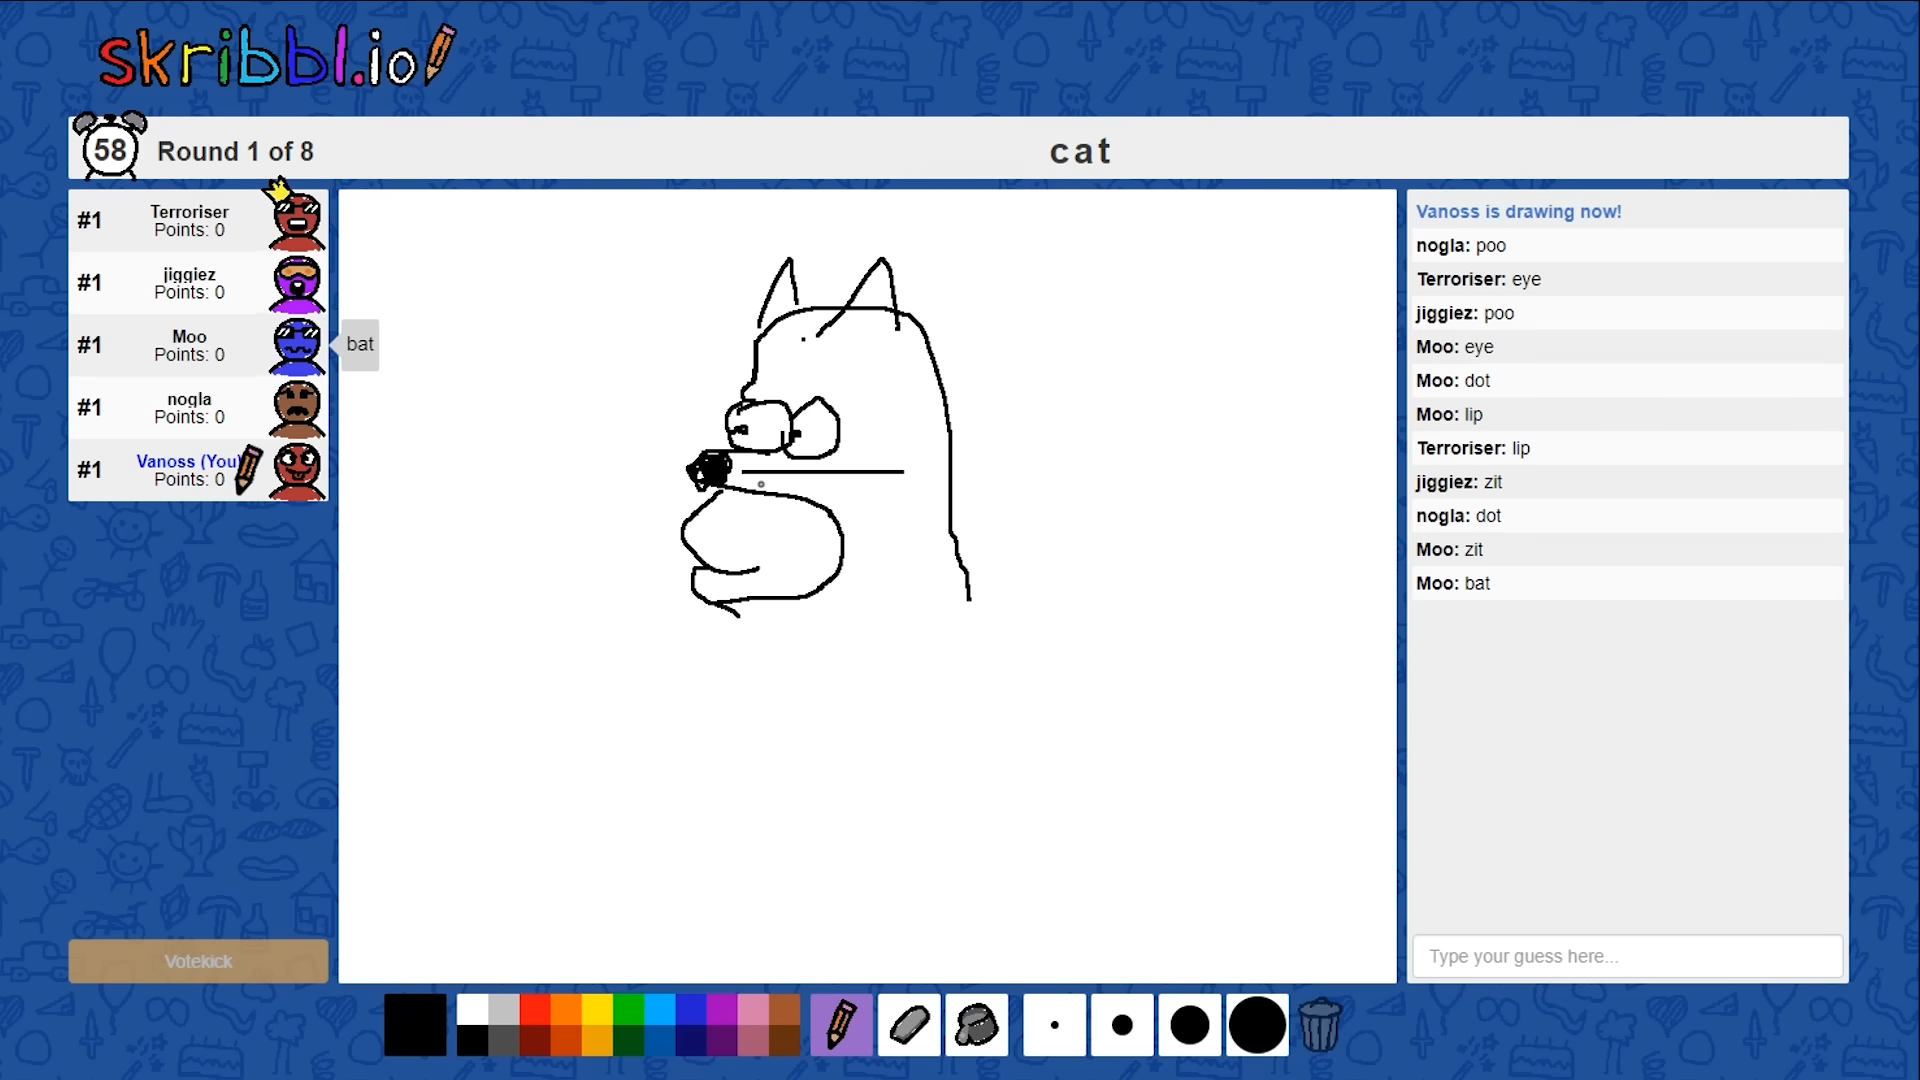 skribbl.io
58
Round 1 of 8
cat
#1 Terroriser
Points: 0
#1 jiggiez
Points: 0
#1 Moo
Points: 0
bat
#1 nogla
Points: 0
#1 Vanoss (You)
Points: 0
Votekick
Vanoss is drawing now!
nogla: poo
Terroriser: eye
jiggiez: poo
Moo: eye
Moo: dot
Moo: lip
Terroriser: lip
jiggiez: zit
nogla: dot
Moo: zit
Moo: bat
Type your guess here...